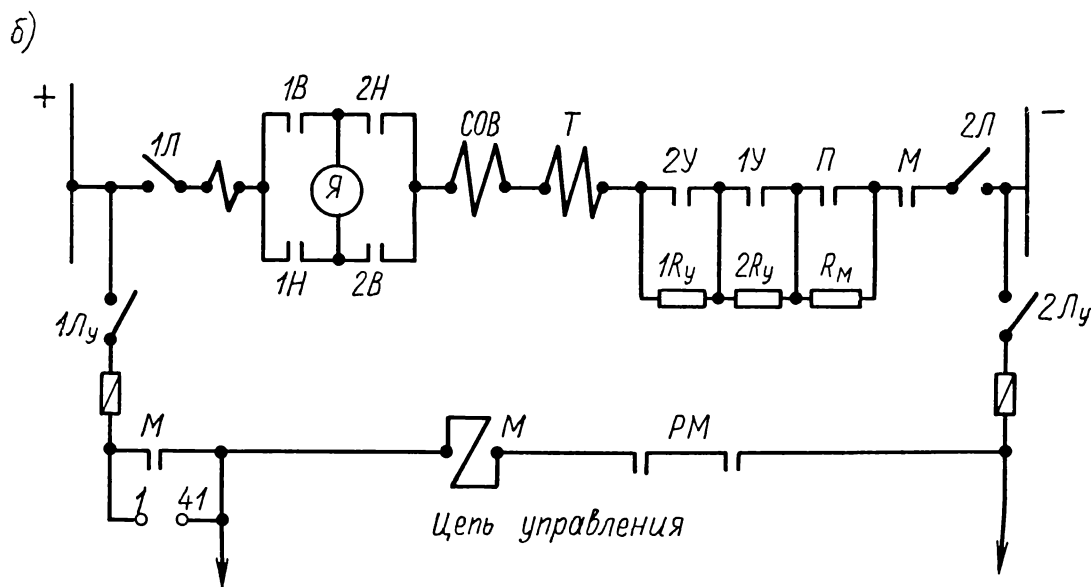 б)
+ 1В 2Н СОВ Т 2Л −
1Л Я 2У 1У П М
1Н 2В 1Rу 2Rу Rм
1Лу 2Лу
М М РМ
1 41
Цепь управления